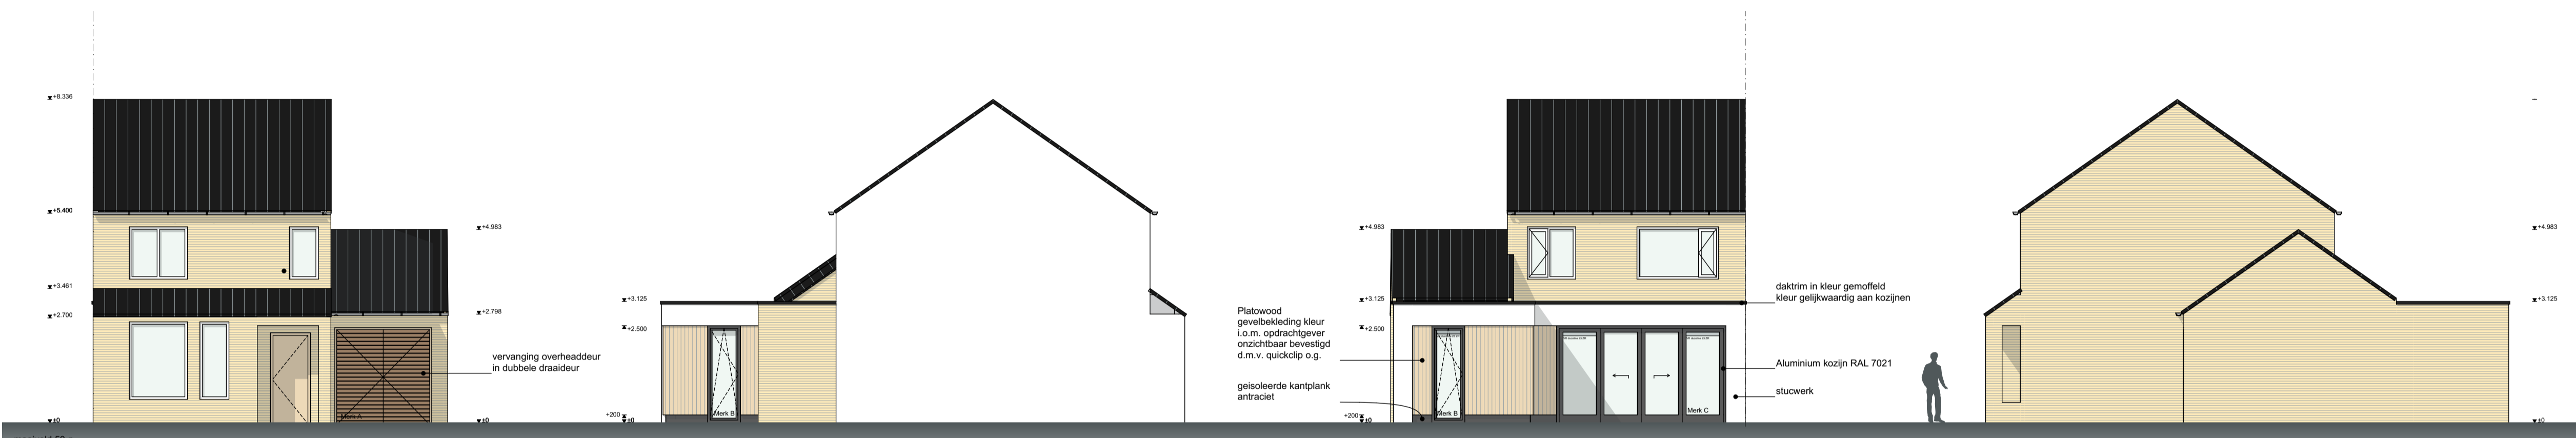 +8.336
+5.400
+3.461
+2.700
±0
Merk A
+4.983
+2.798
±0
vervanging overheaddeur
in dubbele draaideur
+3.125
+2.500
+200
±0
Merk B
Platowood
gevelbekleding kleur
i.o.m. opdrachtgever
onzichtbaar bevestigd
d.m.v. quickclip o.g.
geisoleerde kantplank
antraciet
+4.983
+3.125
+2.500
+200
±0
Merk B
Merk C
daktrim in kleur gemoffeld
kleur gelijkwaardig aan kozijnen
Aluminium kozijn RAL 7021
stucwerk
+4.983
+3.125
±0